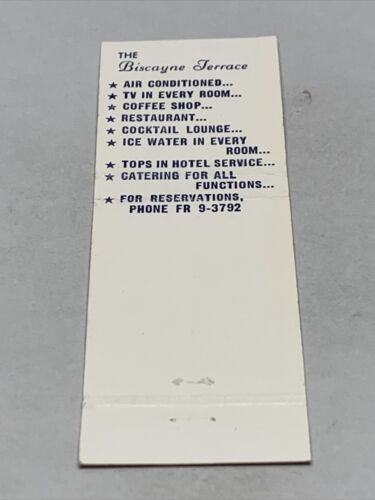 THE
Biscayne Terrace
★ AIR CONDITIONED...
★ TV IN EVERY ROOM...
★ COFFEE SHOP...
★ RESTAURANT...
★ COCKTAIL LOUNGE...
★ ICE WATER IN EVERY
ROOM...
★ TOPS IN HOTEL SERVICE...
★ CATERING FOR ALL
FUNCTIONS...
★ FOR RESERVATIONS,
PHONE FR 9-3792